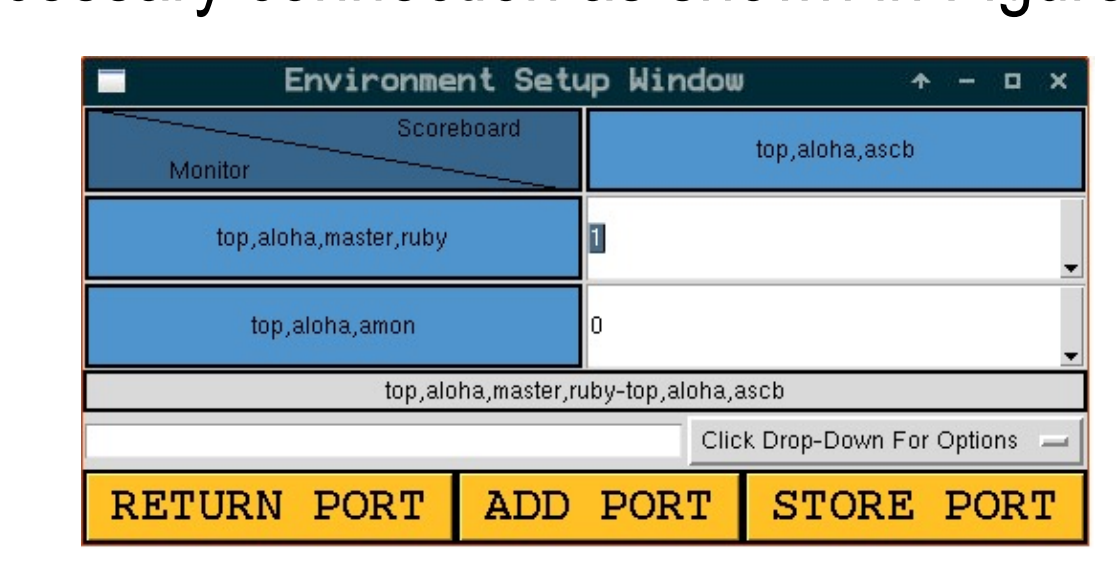 Environment Setup Window
Scoreboard
Monitor
top,aloha,ascb
top,aloha,master,ruby
1
top,aloha,amon
0
top,aloha,master,ruby-top,aloha,ascb
Click Drop-Down For Options
RETURN PORT ADD PORT STORE PORT